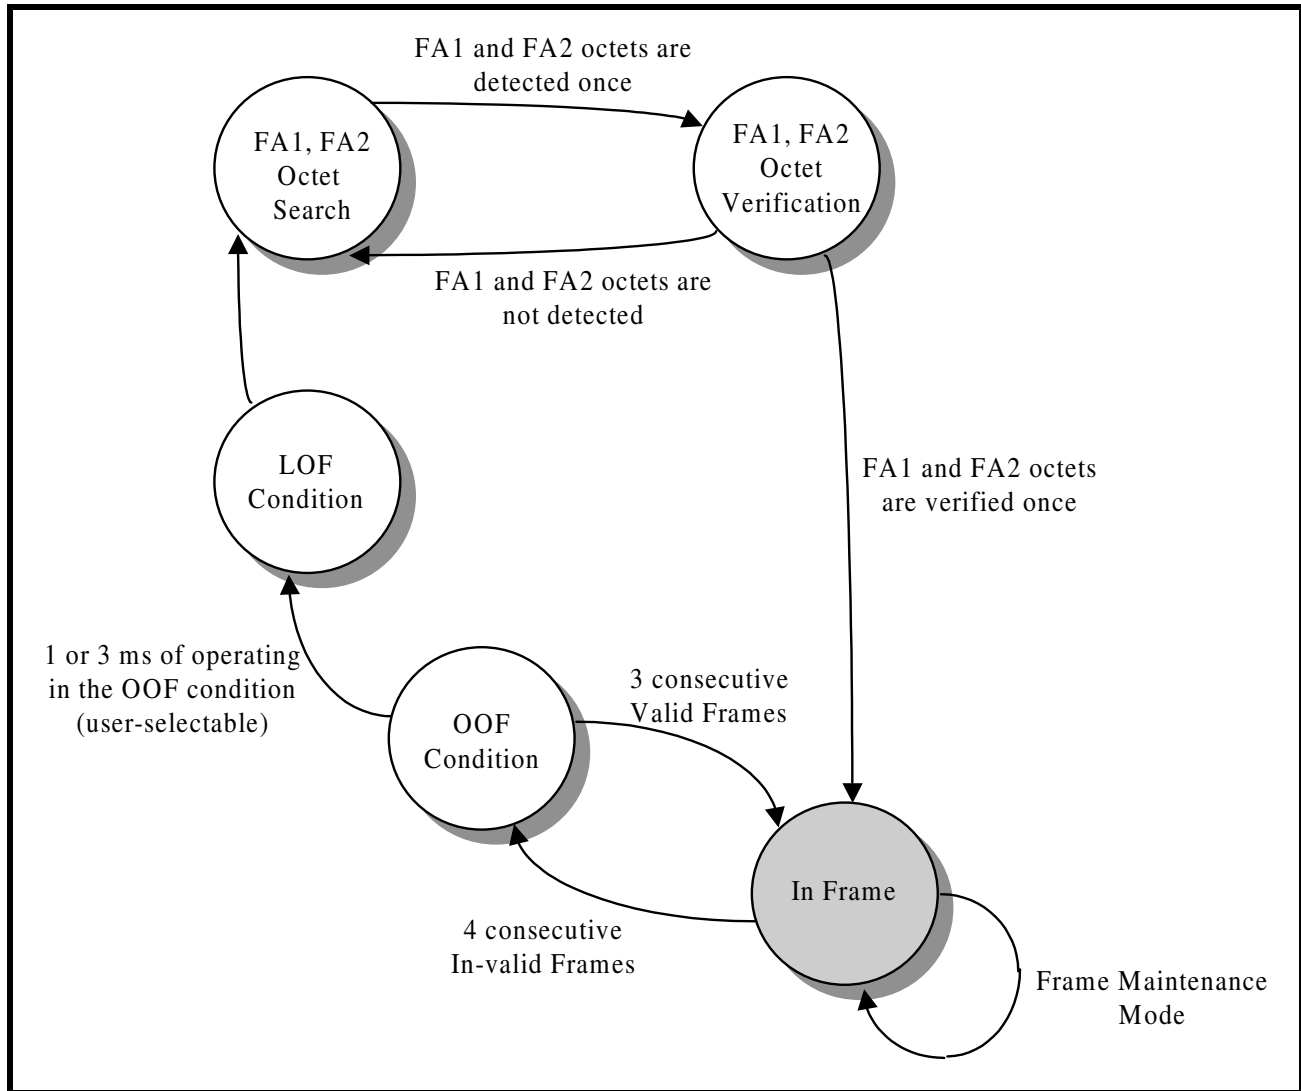 FA1 and FA2 octets are
detected once
FA1, FA2
Octet
Search
FA1, FA2
Octet
Verification
FA1 and FA2 octets are
not detected
LOF
Condition
FA1 and FA2 octets
are verified once
1 or 3 ms of operating
in the OOF condition
(user-selectable)
3 consecutive
Valid Frames
OOF
Condition
In Frame
4 consecutive
In-valid Frames
Frame Maintenance
Mode